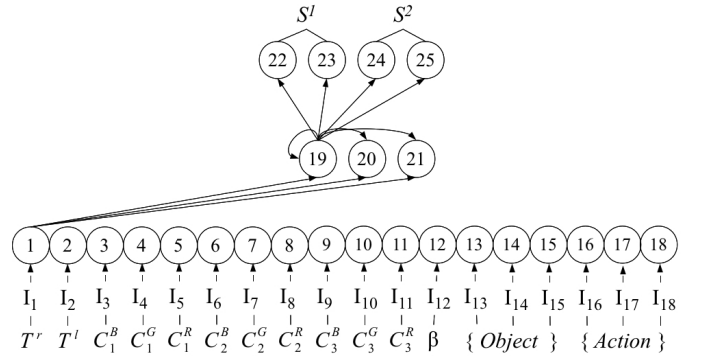 S¹ S²
22 23 24 25
19 20 21
1 2 3 4 5 6 7 8 9 10 11 12 13 14 15 16 17 18
I₁ I₂ I₃ I₄ I₅ I₆ I₇ I₈ I₉ I₁₀ I₁₁ I₁₂ I₁₃ I₁₄ I₁₅ I₁₆ I₁₇ I₁₈
Tʳ Tˡ C₁ᴮ C₁ᴳ C₁ᴿ C₂ᴮ C₂ᴳ C₂ᴿ C₃ᴮ C₃ᴳ C₃ᴿ β { Object } { Action }